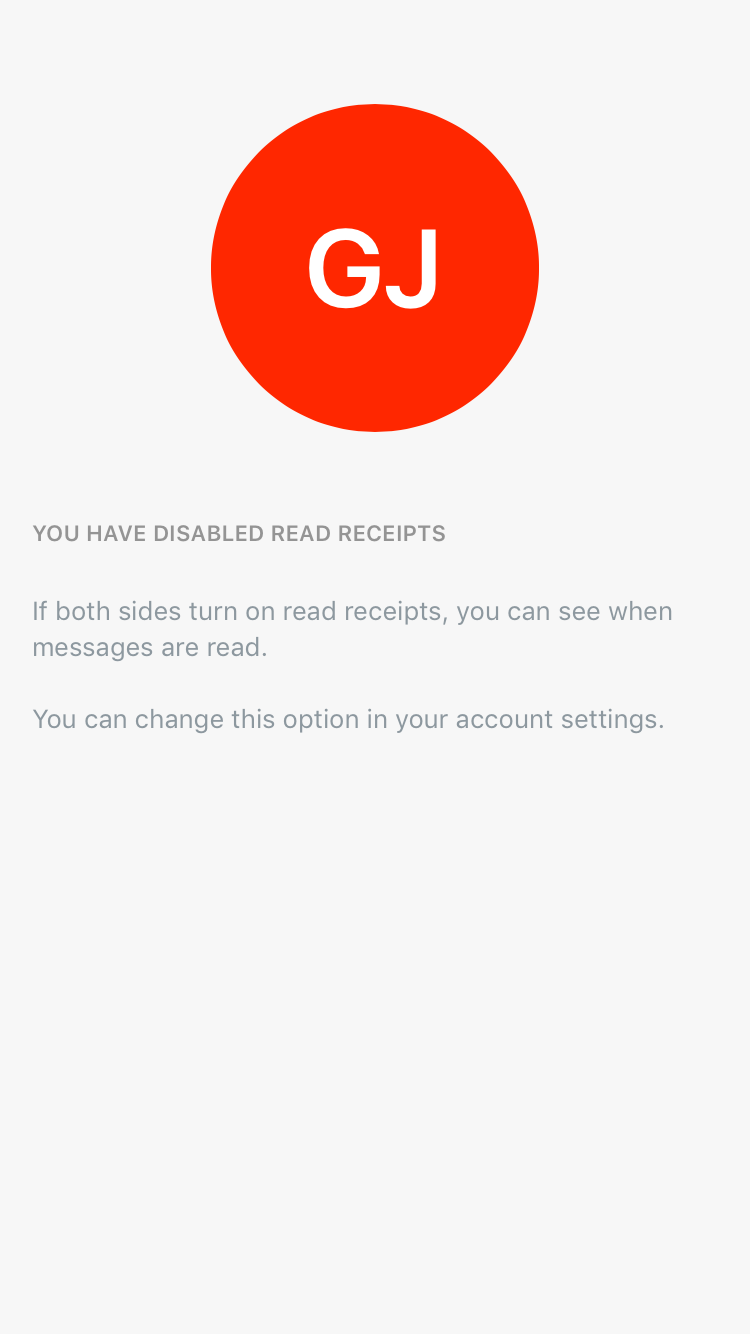 GJ
YOU HAVE DISABLED READ RECEIPTS
If both sides turn on read receipts, you can see when
messages are read.
You can change this option in your account settings.